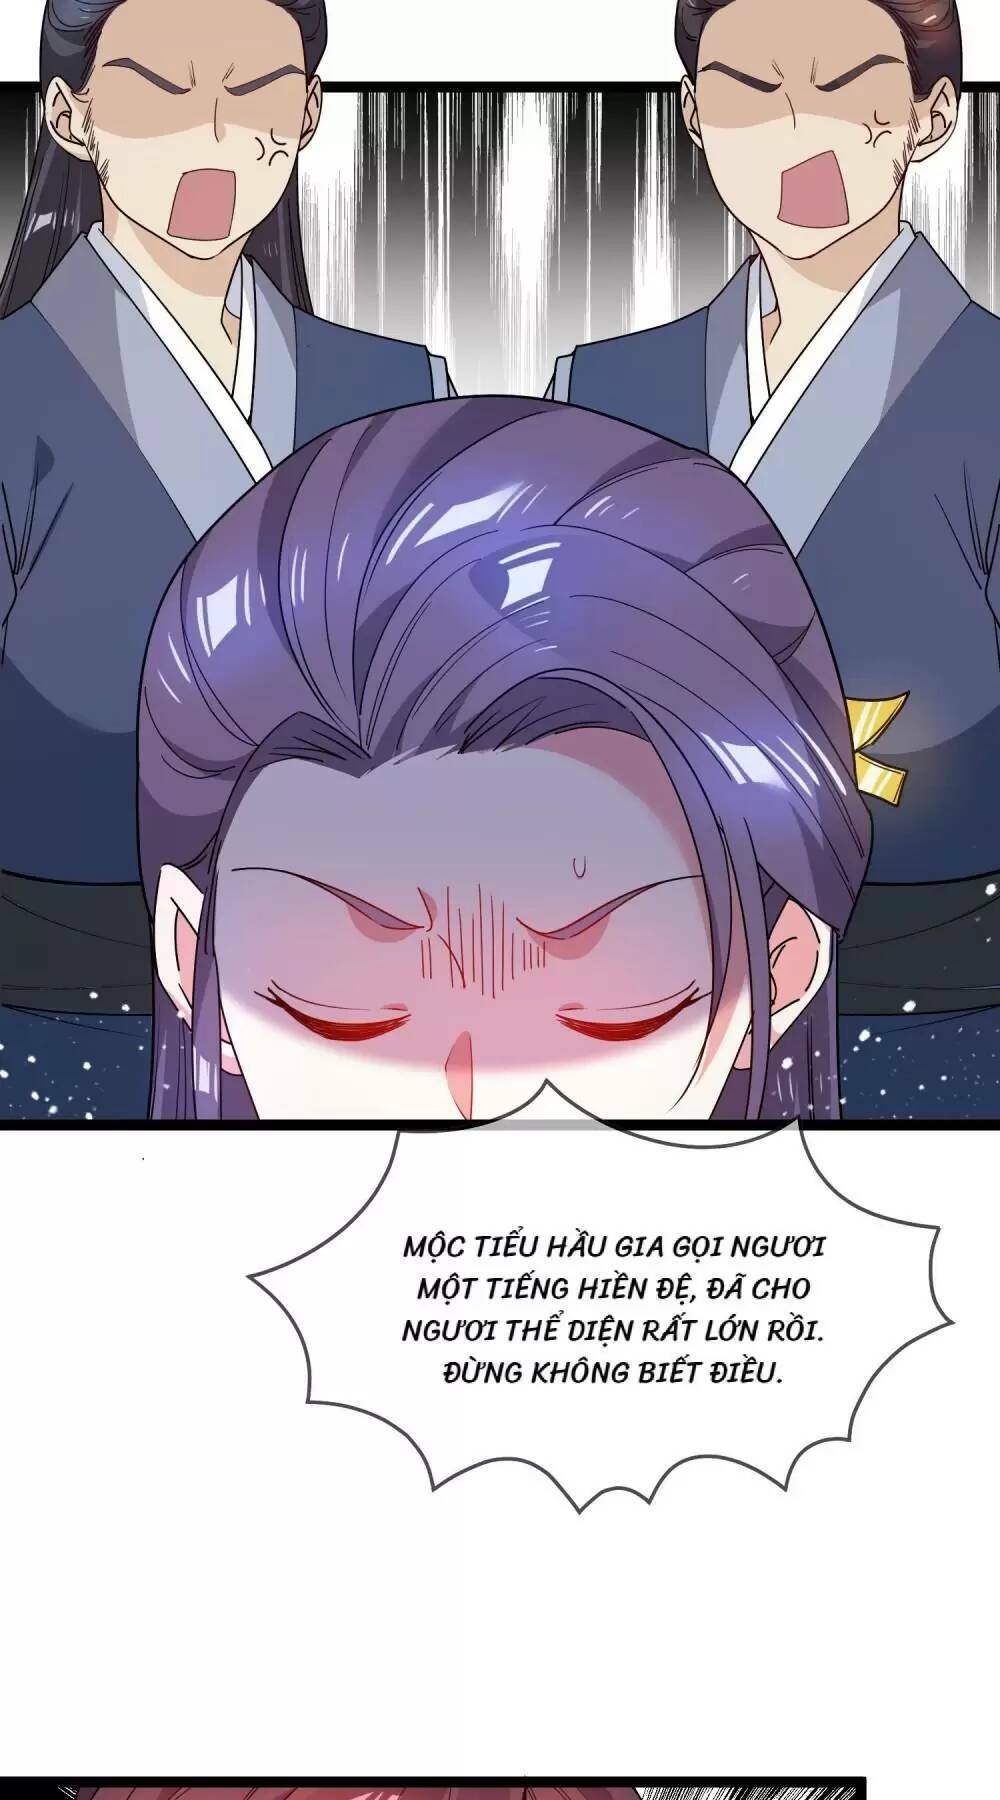 MỘC TIỂU HẦU GIA GỌI NGƯƠI
MỘT TIẾNG HIỀN ĐỆ, ĐÃ CHO
NGƯƠI THỂ DIỆN RẤT LỚN RỒI.
ĐỪNG KHÔNG BIẾT ĐIỀU.